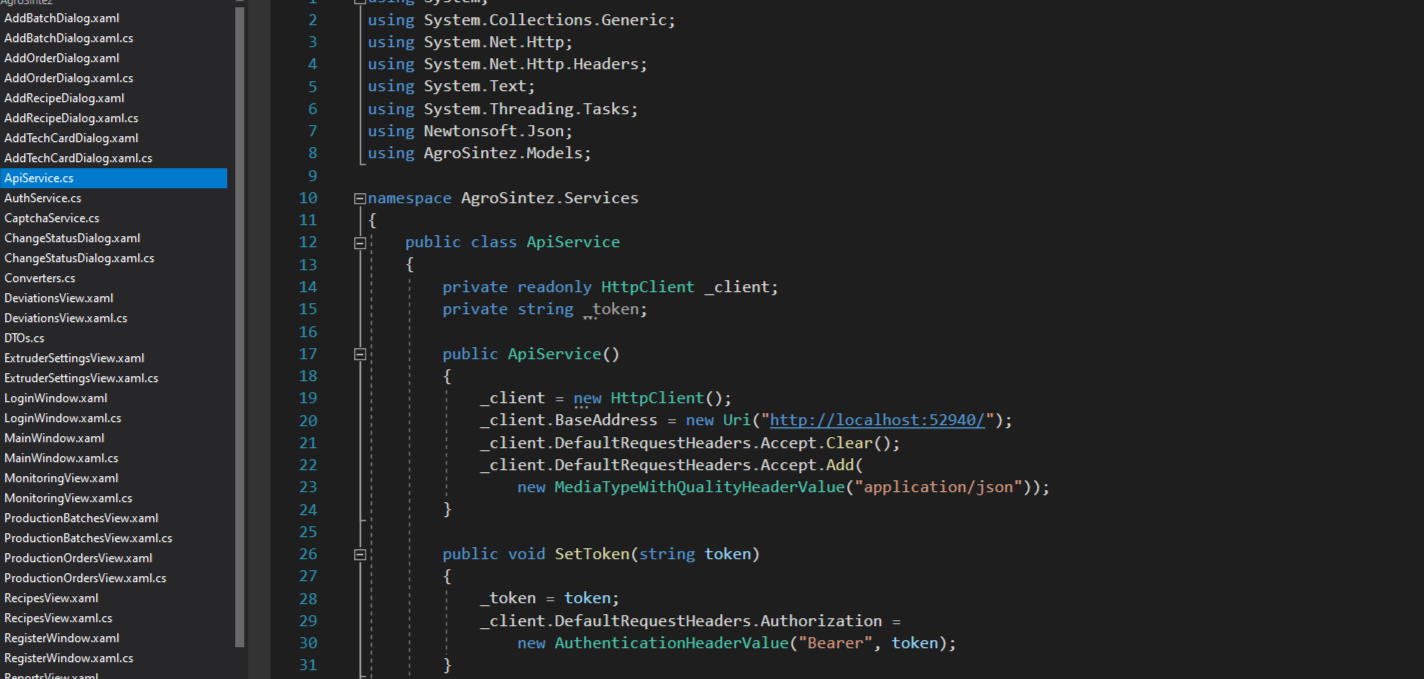 AgroSintez
AddBatchDialog.xaml
AddBatchDialog.xaml.cs
AddOrderDialog.xaml
AddOrderDialog.xaml.cs
AddRecipeDialog.xaml
AddRecipeDialog.xaml.cs
AddTechCardDialog.xaml
AddTechCardDialog.xaml.cs
ApiService.cs
AuthService.cs
CaptchaService.cs
ChangeStatusDialog.xaml
ChangeStatusDialog.xaml.cs
Converters.cs
DeviationsView.xaml
DeviationsView.xaml.cs
DTOs.cs
ExtruderSettingsView.xaml
ExtruderSettingsView.xaml.cs
LoginWindow.xaml
LoginWindow.xaml.cs
MainWindow.xaml
MainWindow.xaml.cs
MonitoringView.xaml
MonitoringView.xaml.cs
ProductionBatchesView.xaml
ProductionBatchesView.xaml.cs
ProductionOrdersView.xaml
ProductionOrdersView.xaml.cs
RecipesView.xaml
RecipesView.xaml.cs
RegisterWindow.xaml
RegisterWindow.xaml.cs
ReportsView.xaml
1 using System;
2 using System.Collections.Generic;
3 using System.Net.Http;
4 using System.Net.Http.Headers;
5 using System.Text;
6 using System.Threading.Tasks;
7 using Newtonsoft.Json;
8 using AgroSintez.Models;
9
10 namespace AgroSintez.Services
11 {
12 public class ApiService
13 {
14 private readonly HttpClient _client;
15 private string _token;
16
17 public ApiService()
18 {
19 _client = new HttpClient();
20 _client.BaseAddress = new Uri("http://localhost:52940/");
21 _client.DefaultRequestHeaders.Accept.Clear();
22 _client.DefaultRequestHeaders.Accept.Add(
23 new MediaTypeWithQualityHeaderValue("application/json"));
24 }
25
26 public void SetToken(string token)
27 {
28 _token = token;
29 _client.DefaultRequestHeaders.Authorization =
30 new AuthenticationHeaderValue("Bearer", token);
31 }